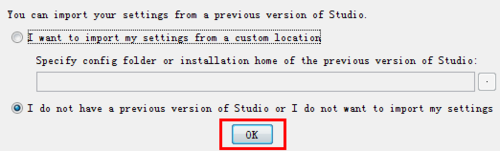 You can import your settings from a previous version of Studio.
I want to import my settings from a custom location
Specify config folder or installation home of the previous version of Studio:
.
I do not have a previous version of Studio or I do not want to import my settings
OK